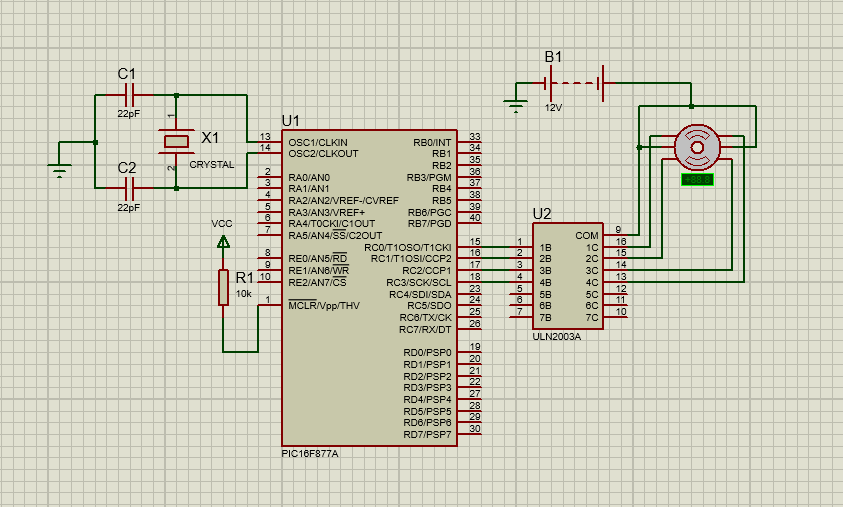 C1
22pF
1
X1
CRYSTAL
2
C2
22pF
VCC
R1
10k
U1
13 OSC1/CLKIN RB0/INT 33
14 OSC2/CLKOUT RB1 34
RB2 35
2 RA0/AN0 RB3/PGM 36
3 RA1/AN1 RB4 37
4 RA2/AN2/VREF-/CVREF RB5 38
5 RA3/AN3/VREF+ RB6/PGC 39
6 RA4/T0CKI/C1OUT RB7/PGD 40
7 RA5/AN4/SS/C2OUT
RC0/T1OSO/T1CKI 15
8 RE0/AN5/RD RC1/T1OSI/CCP2 16
9 RE1/AN6/WR RC2/CCP1 17
10 RE2/AN7/CS RC3/SCK/SCL 18
RC4/SDI/SDA 23
1 MCLR/Vpp/THV RC5/SDO 24
RC6/TX/CK 25
RC7/RX/DT 26
RD0/PSP0 19
RD1/PSP1 20
RD2/PSP2 21
RD3/PSP3 22
RD4/PSP4 27
RD5/PSP5 28
RD6/PSP6 29
RD7/PSP7 30
PIC16F877A
B1
12V
U2
COM 9
1 1B 1C 16
2 2B 2C 15
3 3B 3C 14
4 4B 4C 13
5 5B 5C 12
6 6B 6C 11
7 7B 7C 10
ULN2003A